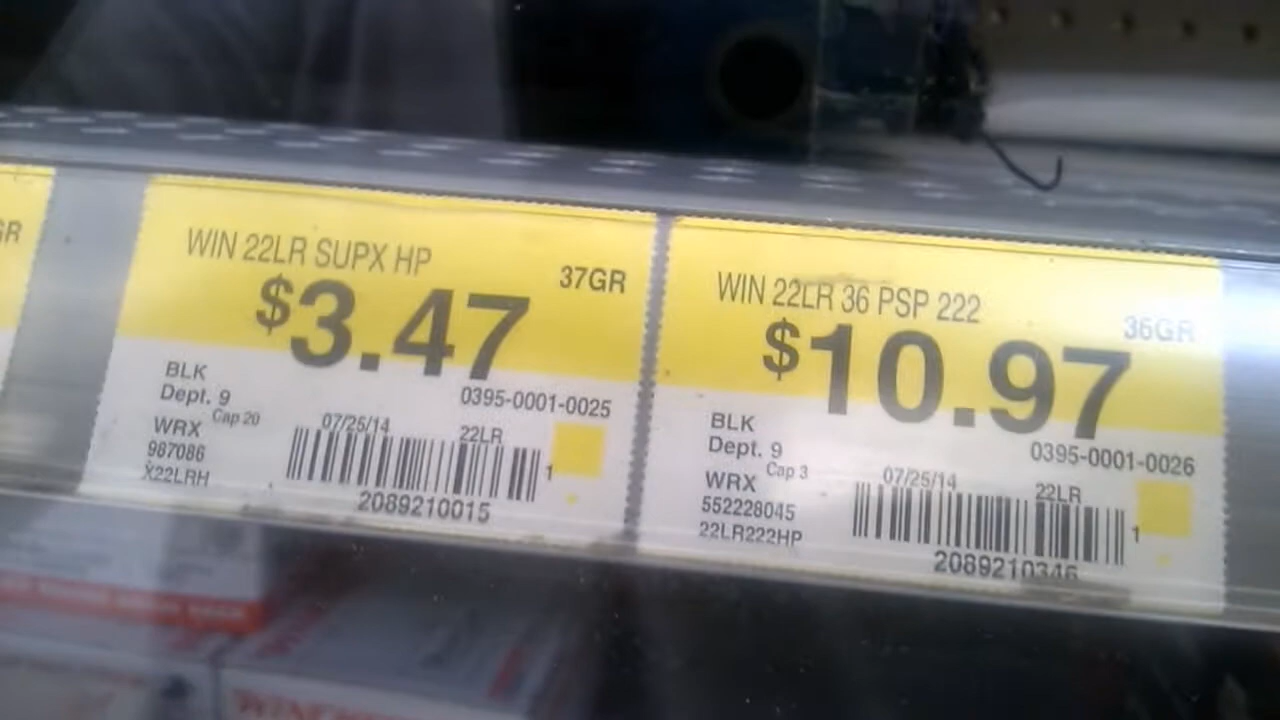 GR
WIN 22LR SUPX HP
37GR
$3.47
BLK
Dept. 9
0395-0001-0025
Cap 20
07/25/14
22LR
WRX
987086
X22LRH
1
2089210015
WIN 22LR 36 PSP 222
36GR
$10.97
BLK
Dept. 9
0395-0001-0026
Cap 3
07/25/14
22LR
WRX
552228045
22LR222HP
1
2089210346